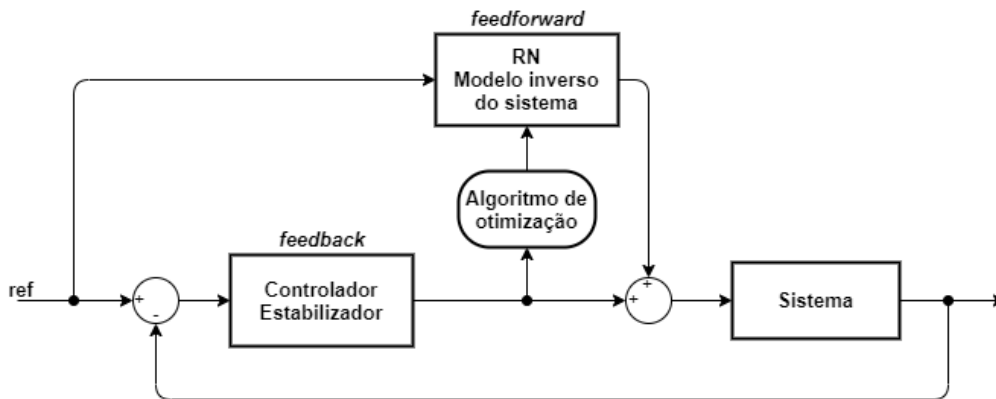 feedforward
RN
Modelo inverso
do sistema
Algoritmo de
otimização
feedback
ref
+
-
Controlador
Estabilizador
+
+
Sistema